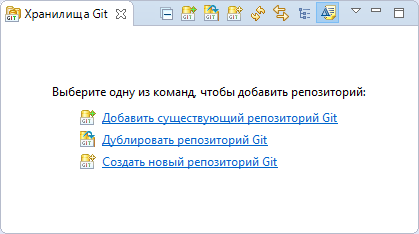 Хранилища Git
Выберите одну из команд, чтобы добавить репозиторий:
Добавить существующий репозиторий Git
Дублировать репозиторий Git
Создать новый репозиторий Git